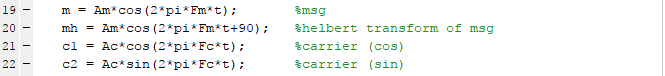 19 - m = Am*cos(2*pi*Fm*t); %msg
20 - mh = Am*cos(2*pi*Fm*t+90); %helbert transform of msg
21 - c1 = Ac*cos(2*pi*Fc*t); %carrier (cos)
22 - c2 = Ac*sin(2*pi*Fc*t); %carrier (sin)